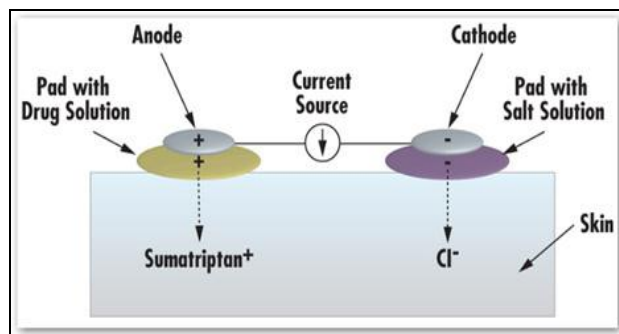 Anode
Cathode
Pad with
Drug Solution
Current
Source
Pad with
Salt Solution
+
+
-
-
Sumatriptan⁺
Cl⁻
Skin